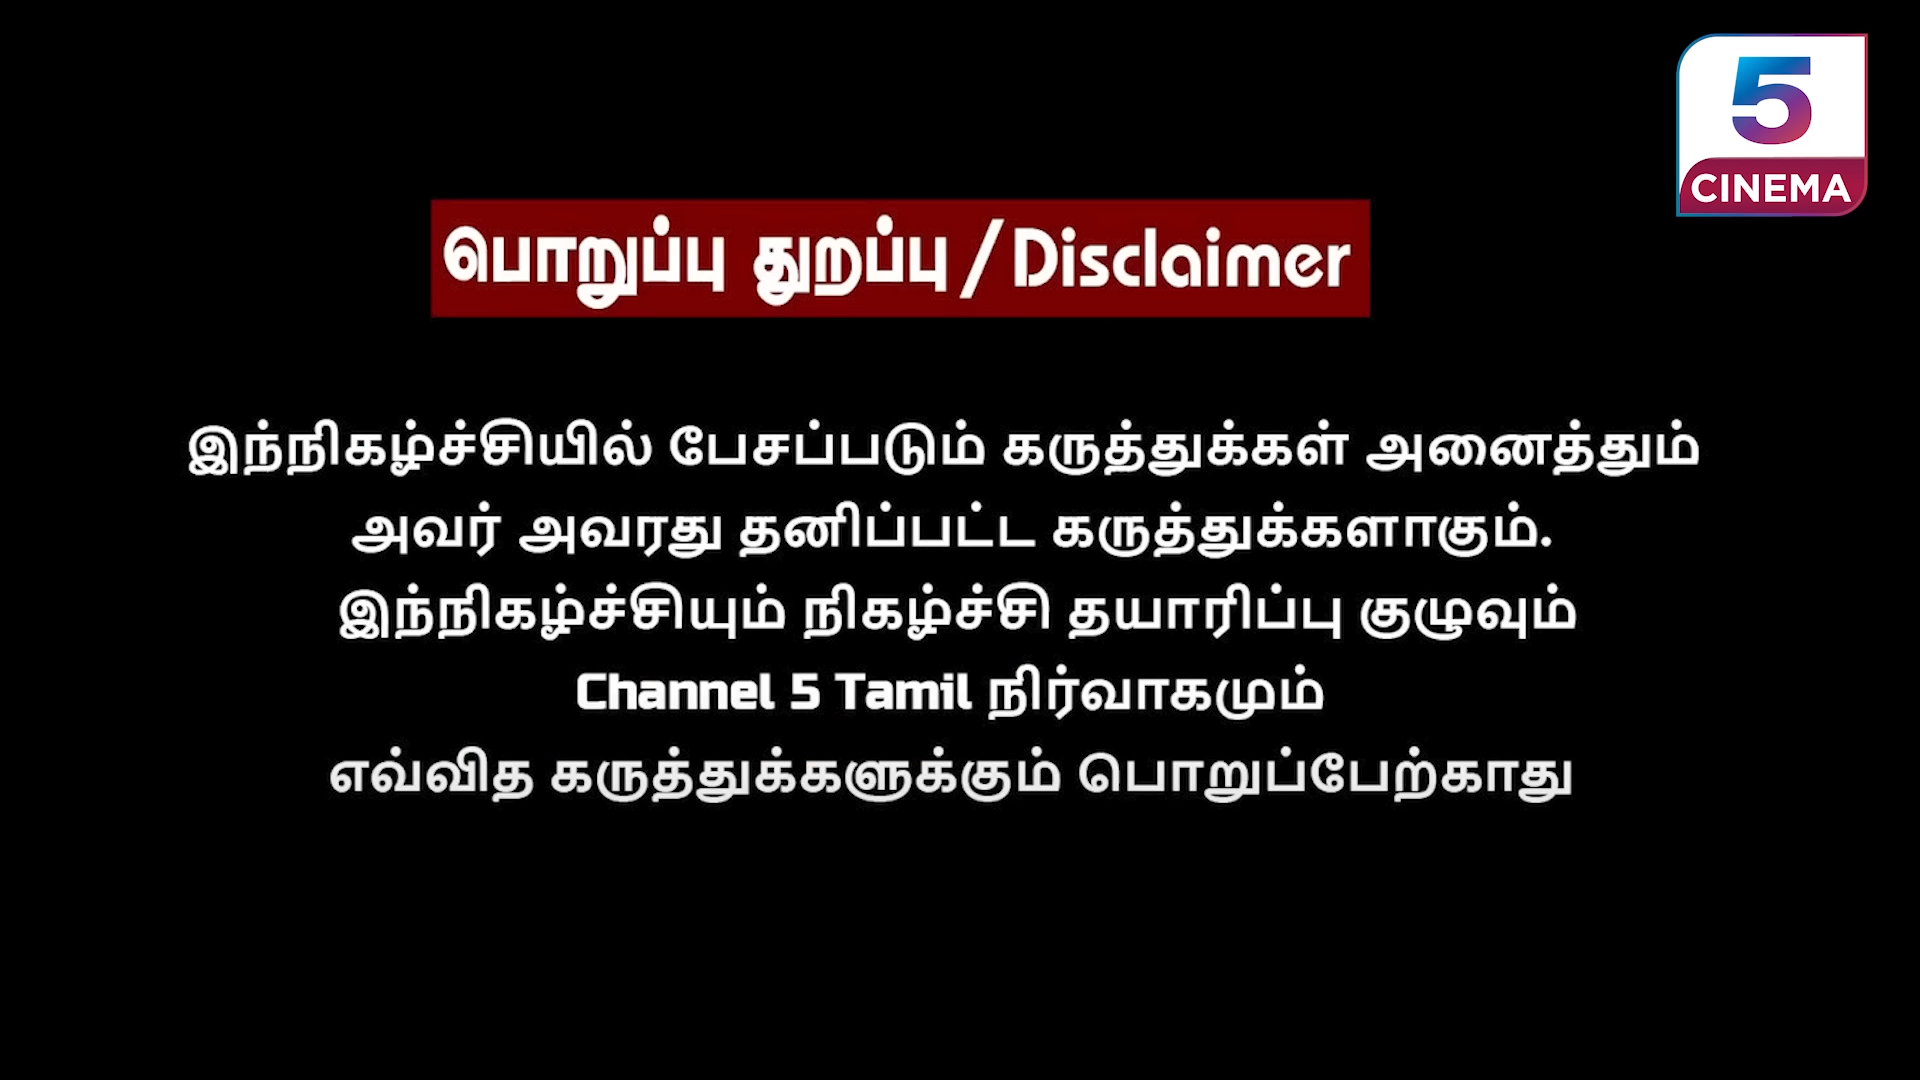 5
CINEMA
பொறுப்பு துறப்பு / Disclaimer
இந்நிகழ்ச்சியில் பேசப்படும் கருத்துக்கள் அனைத்தும்
அவர் அவரது தனிப்பட்ட கருத்துக்களாகும்.
இந்நிகழ்ச்சியும் நிகழ்ச்சி தயாரிப்பு குழுவும்
Channel 5 Tamil நிர்வாகமும்
எவ்வித கருத்துக்களுக்கும் பொறுப்பேற்காது